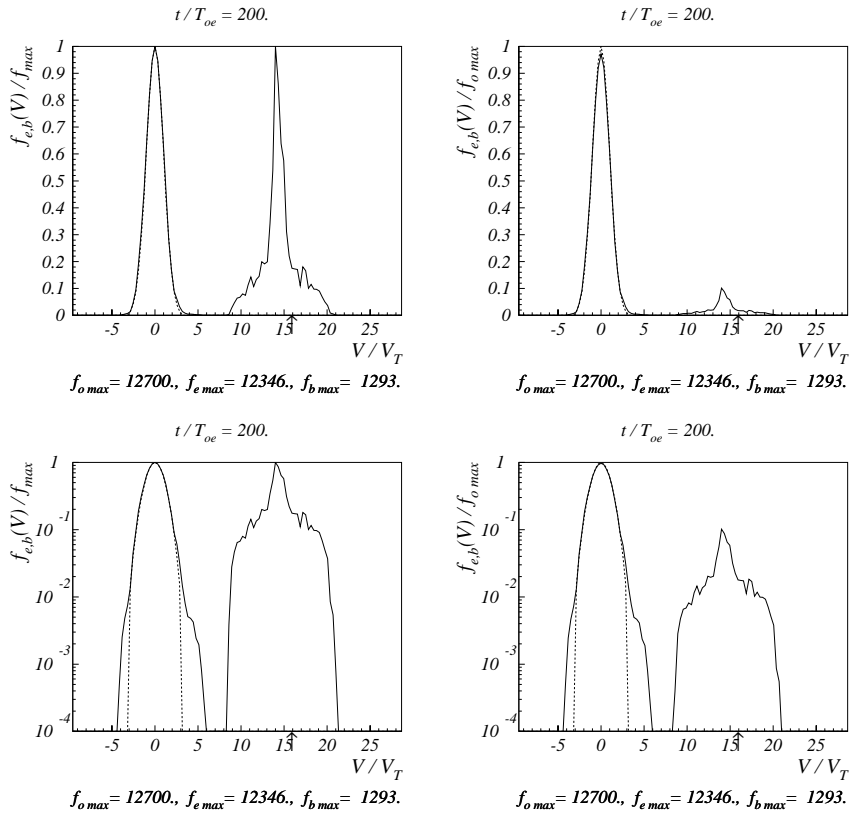 t / T_oe = 200.
f_e,b(V) / f_max
1
0.9
0.8
0.7
0.6
0.5
0.4
0.3
0.2
0.1
0
-5 0 5 10 15 20 25
V / V_T
f_o max= 12700., f_e max= 12346., f_b max= 1293.
t / T_oe = 200.
f_e,b(V) / f_o max
1
0.9
0.8
0.7
0.6
0.5
0.4
0.3
0.2
0.1
0
-5 0 5 10 15 20 25
V / V_T
f_o max= 12700., f_e max= 12346., f_b max= 1293.
t / T_oe = 200.
f_e,b(V) / f_max
1
10^-1
10^-2
10^-3
10^-4
-5 0 5 10 15 20 25
V / V_T
f_o max= 12700., f_e max= 12346., f_b max= 1293.
t / T_oe = 200.
f_e,b(V) / f_o max
1
10^-1
10^-2
10^-3
10^-4
-5 0 5 10 15 20 25
V / V_T
f_o max= 12700., f_e max= 12346., f_b max= 1293.